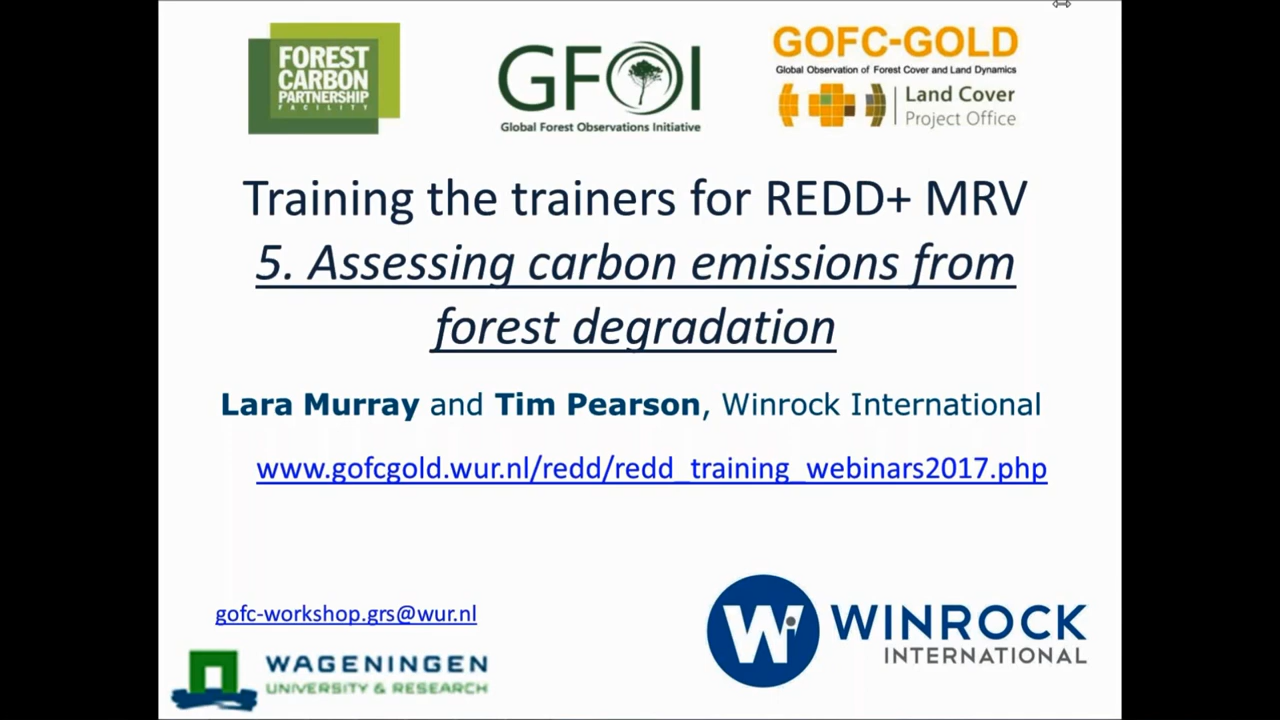 FOREST
CARBON
PARTNERSHIP
FACILITY
GFOI
Global Forest Observations Initiative
GOFC-GOLD
Global Observation of Forest Cover and Land Dynamics
Land Cover
Project Office
Training the trainers for REDD+ MRV
5. Assessing carbon emissions from
forest degradation
Lara Murray and Tim Pearson, Winrock International
www.gofcgold.wur.nl/redd/redd_training_webinars2017.php
gofc-workshop.grs@wur.nl
WAGENINGEN
UNIVERSITY & RESEARCH
W
WINROCK
INTERNATIONAL